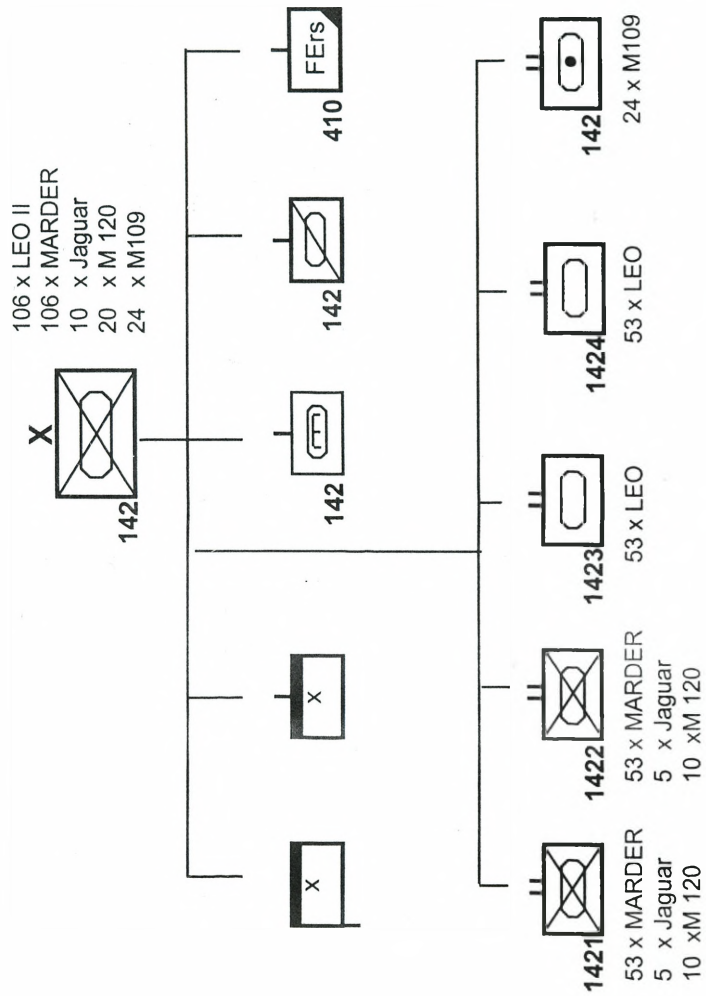 X
142
106 x LEO II
106 x MARDER
10 x Jaguar
20 x M 120
24 x M109
X
X
142
142
FErs
410
1421
53 x MARDER
5 x Jaguar
10 xM 120
1422
53 x MARDER
5 x Jaguar
10 xM 120
1423
53 x LEO
1424
53 x LEO
142
24 x M109